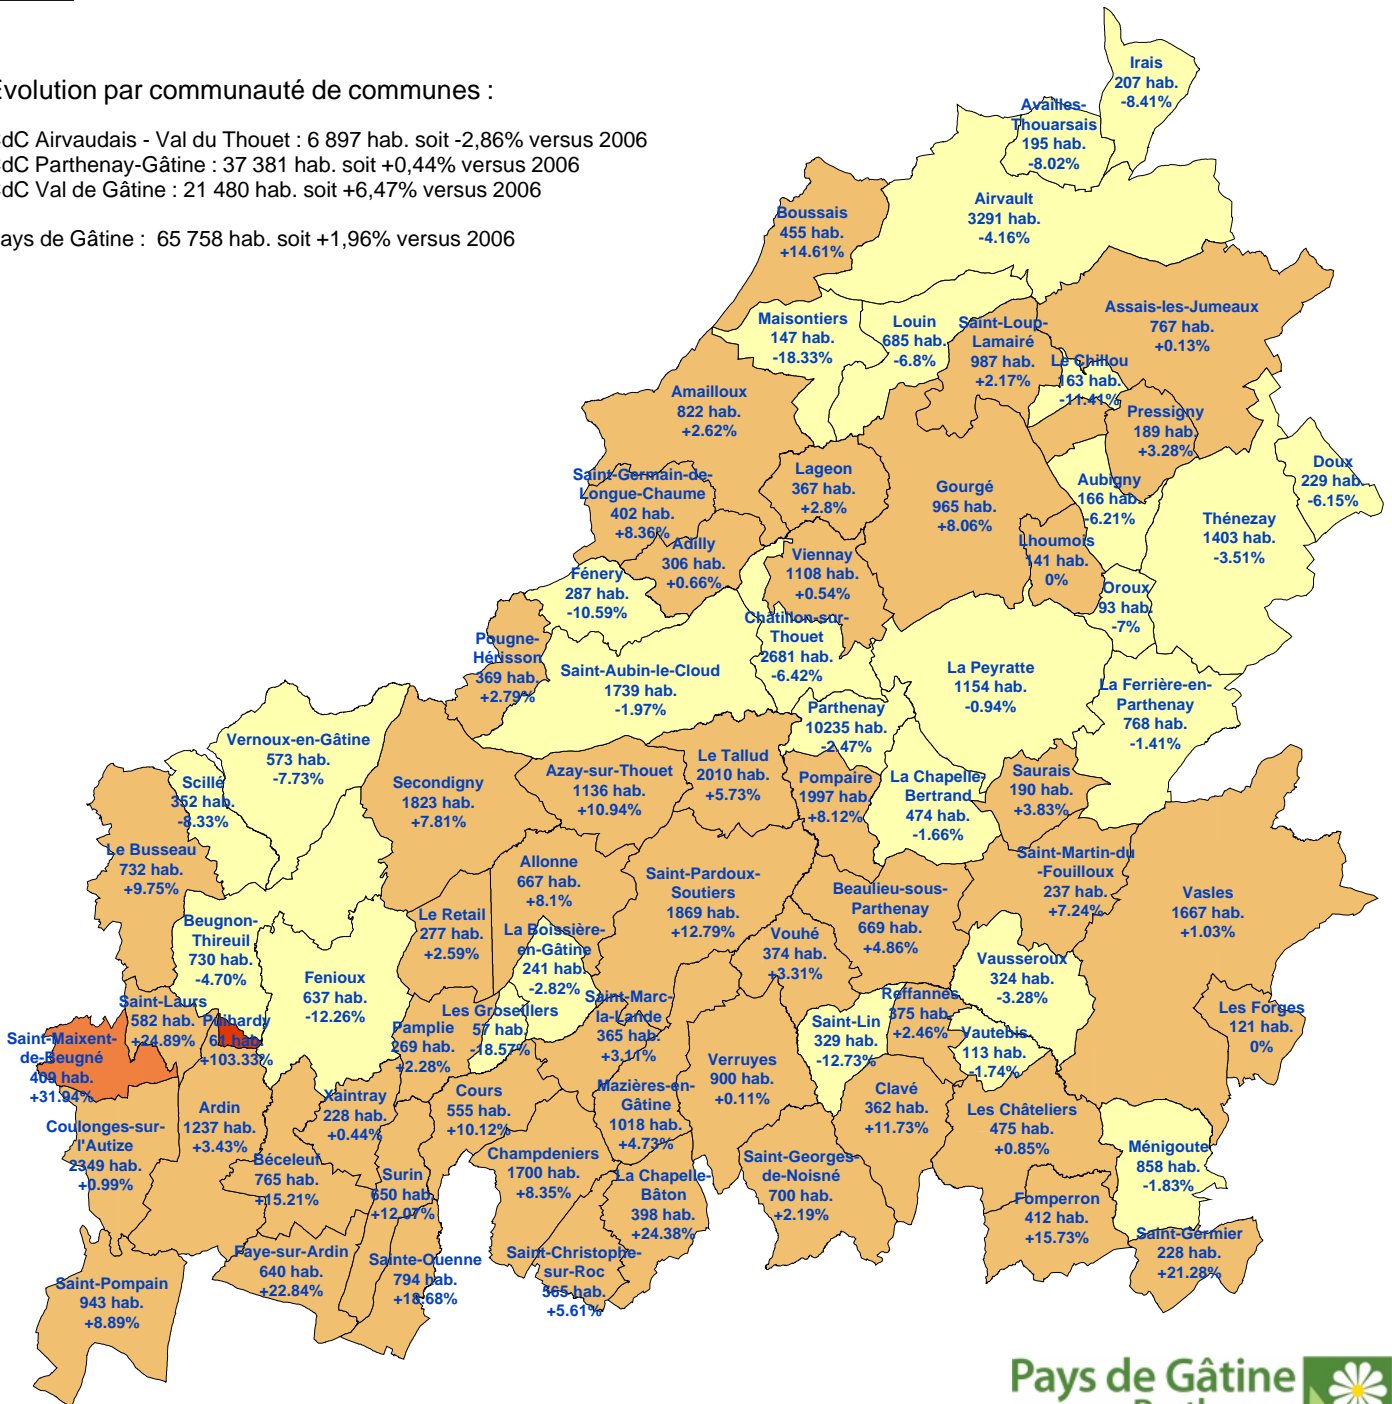 Evolution par communauté de communes :
CdC Airvaudais - Val du Thouet : 6 897 hab. soit -2,86% versus 2006
CdC Parthenay-Gâtine : 37 381 hab. soit +0,44% versus 2006
CdC Val de Gâtine : 21 480 hab. soit +6,47% versus 2006
Pays de Gâtine : 65 758 hab. soit +1,96% versus 2006
Irais
207 hab.
-8.41%
Availles-
Thouarsais
195 hab.
-8.02%
Airvault
3291 hab.
-4.16%
Boussais
455 hab.
+14.61%
Assais-les-Jumeaux
767 hab.
+0.13%
Maisontiers
147 hab.
-18.33%
Louin
685 hab.
-6.8%
Saint-Loup-
Lamairé
987 hab.
+2.17%
Le Chillou
163 hab.
-11.41%
Amailloux
822 hab.
+2.62%
Pressigny
189 hab.
+3.28%
Doux
229 hab.
-6.15%
Saint-Germain-de-
Longue-Chaume
402 hab.
+8.36%
Lageon
367 hab.
+2.8%
Gourgé
965 hab.
+8.06%
Aubigny
166 hab.
-6.21%
Thénezay
1403 hab.
-3.51%
Adilly
306 hab.
+0.66%
Viennay
1108 hab.
+0.54%
Lhoumois
141 hab.
0%
Fénery
287 hab.
-10.59%
Oroux
93 hab.
-7%
Châtillon-sur-
Thouet
2681 hab.
-6.42%
Pougne-
Hérisson
369 hab.
+2.79%
Saint-Aubin-le-Cloud
1739 hab.
-1.97%
La Peyratte
1154 hab.
-0.94%
La Ferrière-en-
Parthenay
768 hab.
-1.41%
Parthenay
10235 hab.
-2.47%
Vernoux-en-Gâtine
573 hab.
-7.73%
Scillé
352 hab.
-8.33%
Secondigny
1823 hab.
+7.81%
Azay-sur-Thouet
1136 hab.
+10.94%
Le Tallud
2010 hab.
+5.73%
Pompaire
1997 hab.
+8.12%
La Chapelle-
Bertrand
474 hab.
-1.66%
Saurais
190 hab.
+3.83%
Le Busseau
732 hab.
+9.75%
Allonne
667 hab.
+8.1%
Saint-Pardoux-
Soutiers
1869 hab.
+12.79%
Beaulieu-sous-
Parthenay
669 hab.
+4.86%
Saint-Martin-du
-Fouilloux
237 hab.
+7.24%
Vasles
1667 hab.
+1.03%
Beugnon-
Thireuil
730 hab.
-4.70%
Le Retail
277 hab.
+2.59%
La Boissière-
en-Gâtine
241 hab.
-2.82%
Vouhé
374 hab.
+3.31%
Vausseroux
324 hab.
-3.28%
Fenioux
637 hab.
-12.26%
Saint-Laurs
582 hab.
+24.89%
Puihardy
61 hab.
+103.33%
Saint-Maixent-
de-Beugné
409 hab.
+31.94%
Pamplie
269 hab.
+2.28%
Les Groseillers
57 hab.
-18.57%
Saint-Marc-
la-Lande
365 hab.
+3.11%
Saint-Lin
329 hab.
-12.73%
Reffannes
375 hab.
+2.46%
Vautebis
113 hab.
-1.74%
Les Forges
121 hab.
0%
Verruyes
900 hab.
+0.11%
Xaintray
228 hab.
+0.44%
Cours
555 hab.
+10.12%
Mazières-en-
Gâtine
1018 hab.
+4.73%
Clavé
362 hab.
+11.73%
Les Châteliers
475 hab.
+0.85%
Ardin
1237 hab.
+3.43%
Coulonges-sur-
l'Autize
2349 hab.
+0.99%
Béceleuf
765 hab.
+15.21%
Surin
650 hab.
+12.07%
Champdeniers
1700 hab.
+8.35%
La Chapelle-
Bâton
398 hab.
+24.38%
Saint-Georges-
de-Noisné
700 hab.
+2.19%
Ménigoute
858 hab.
-1.83%
Fomperron
412 hab.
+15.73%
Saint-Germier
228 hab.
+21.28%
Faye-sur-Ardin
640 hab.
+22.84%
Sainte-Ouenne
794 hab.
+18.68%
Saint-Christophe-
sur-Roc
565 hab.
+5.61%
Saint-Pompain
943 hab.
+8.89%
Pays de Gâtine